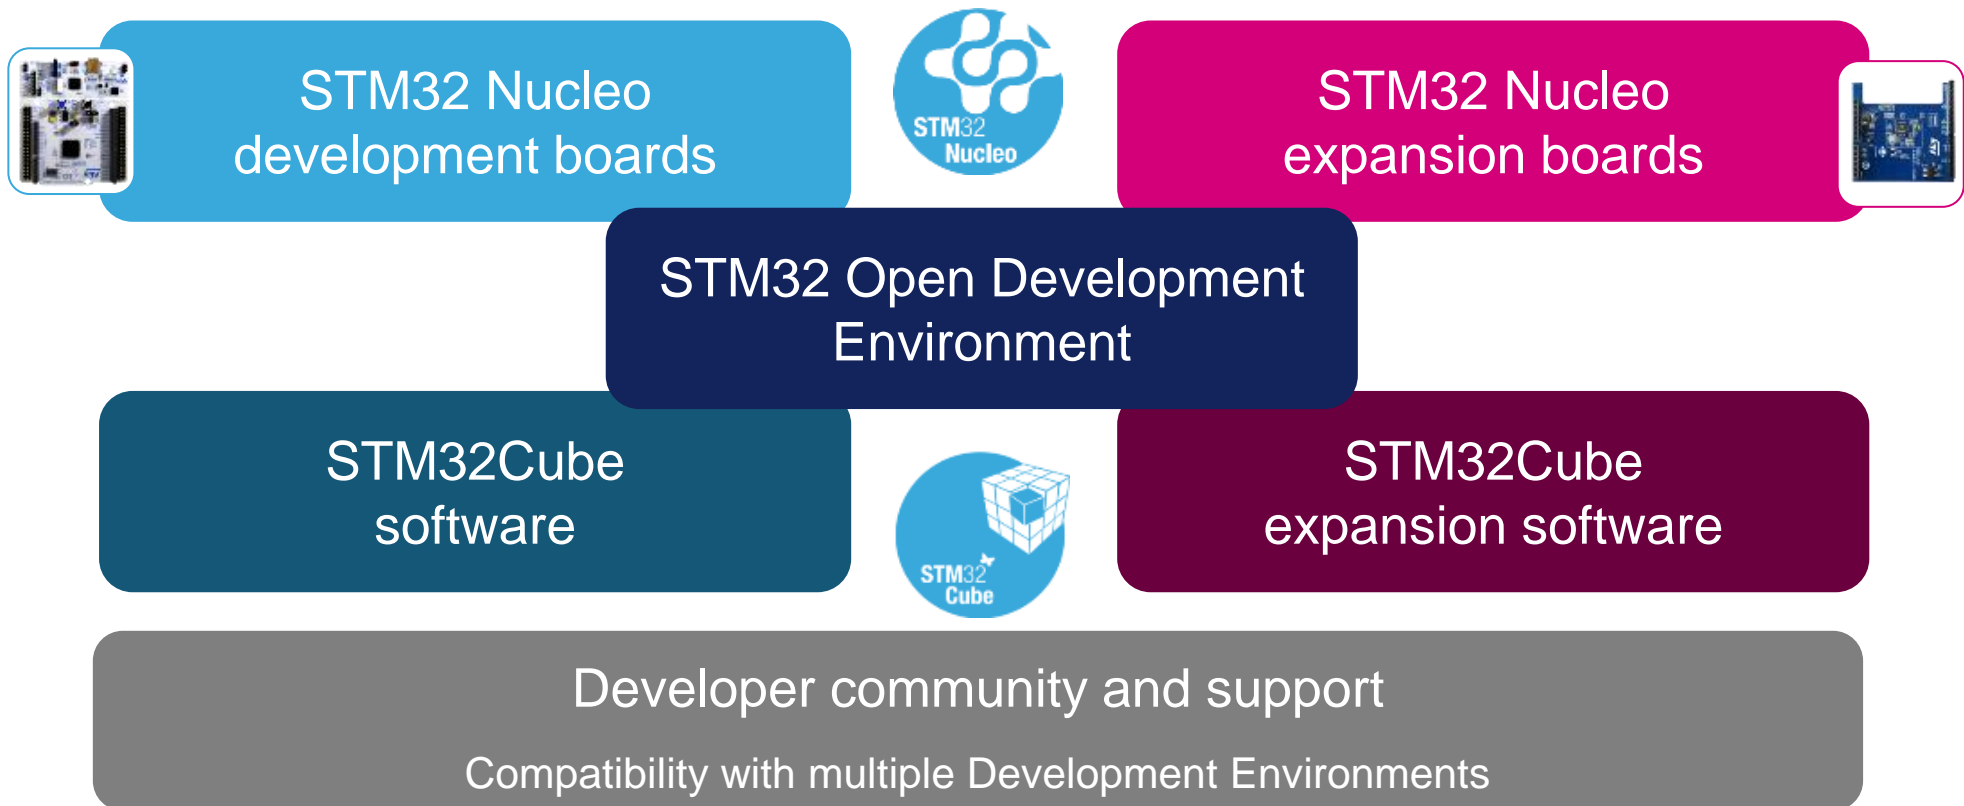 STM32 Nucleo
development boards
STM32
Nucleo
STM32 Nucleo
expansion boards
STM32 Open Development
Environment
STM32Cube
software
STM32
Cube
STM32Cube
expansion software
Developer community and support
Compatibility with multiple Development Environments